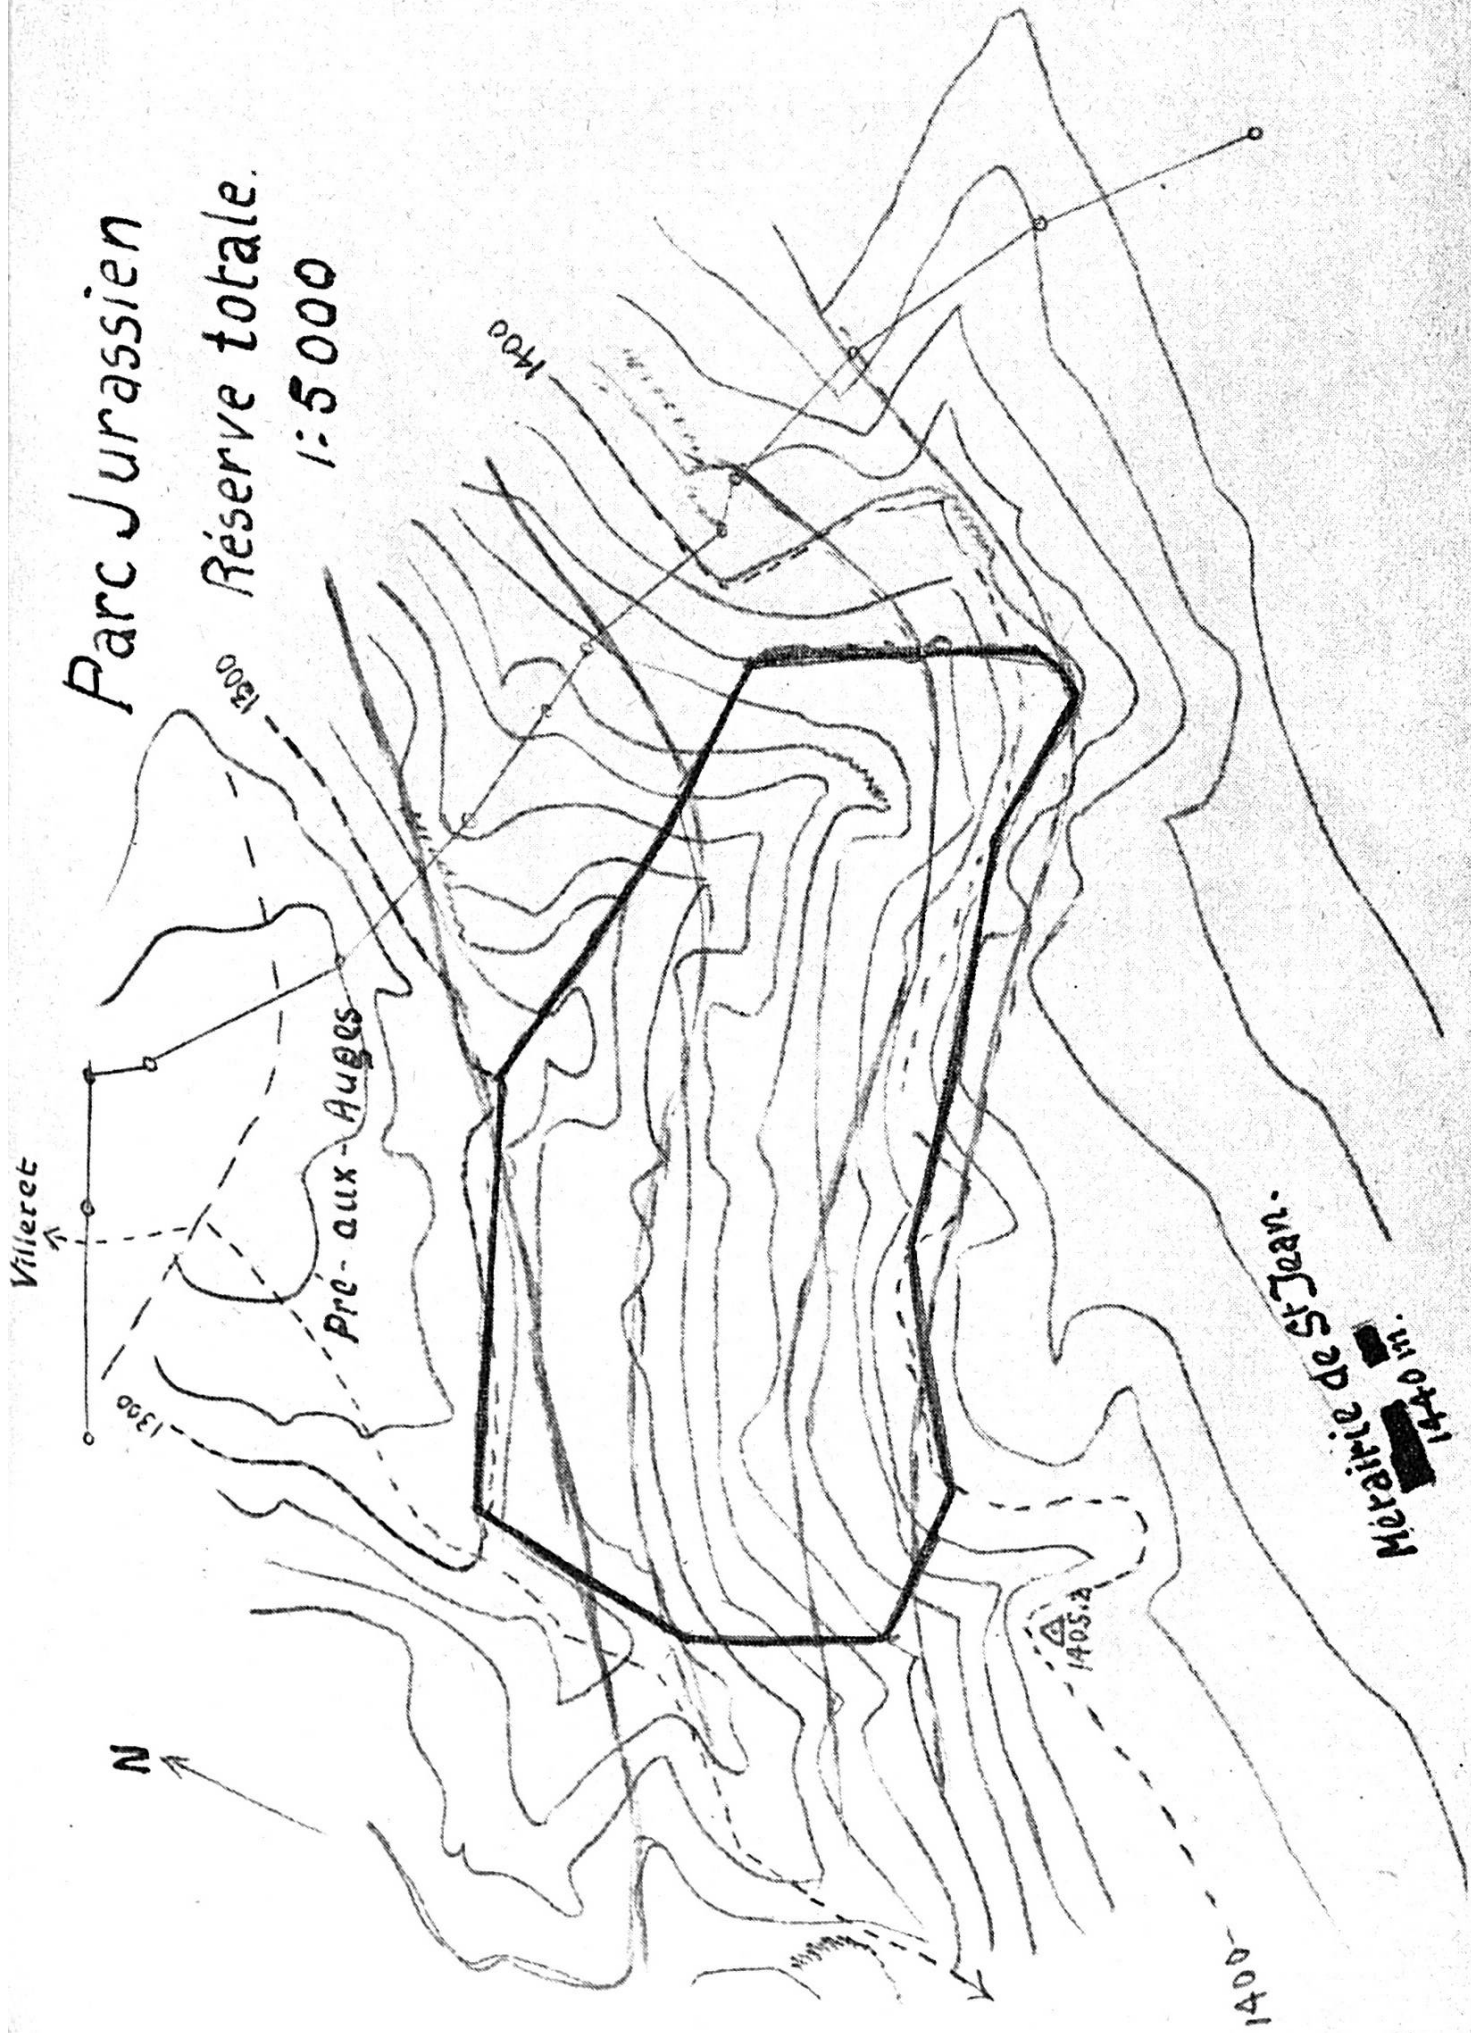 Parc Jurassien
Réserve totale.
1:5000
Villeret
N
1300
1300
1400
Pré-aux-Auges
1405.2
1400
Métairie de St Jean.
1440 m.